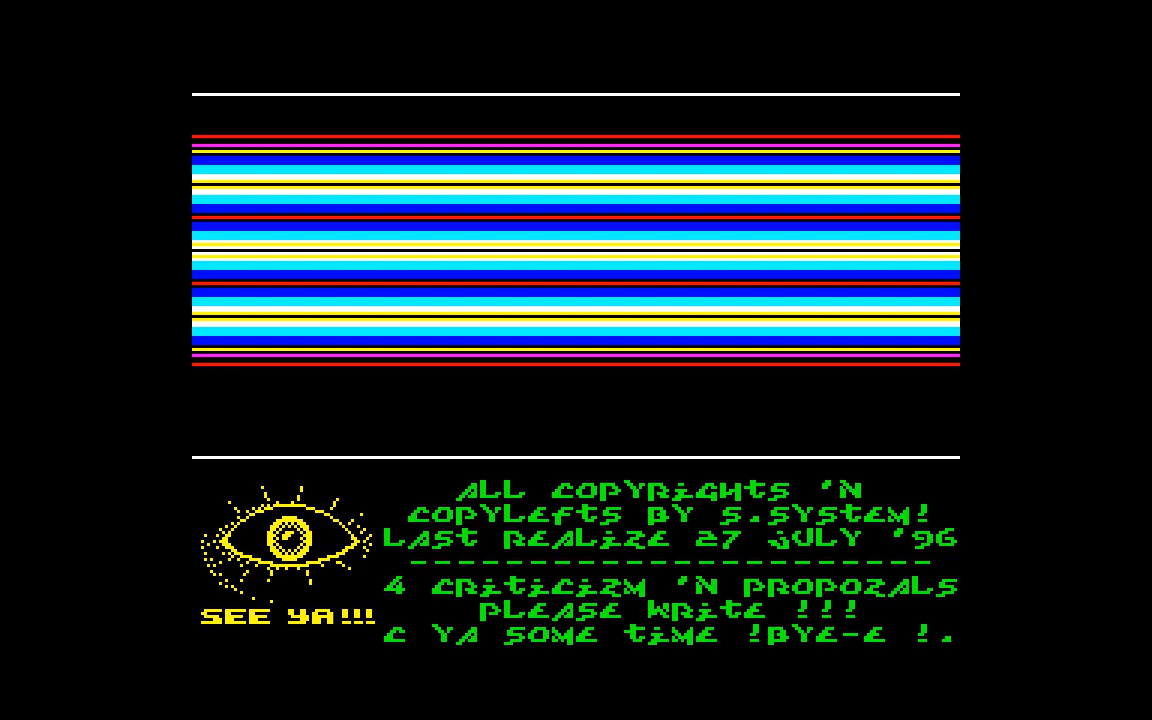 ALL COPYRiGHtS 'N
COPYLEftS BY S.SYStEM!
LASt REALiZE 27 JULY '96
----------------------
4 CRitiCiZM 'N PROPOZALS
PLEASE WRitE !!!
C YA SOME tiME !BYE-E !.
SEE YA!!!